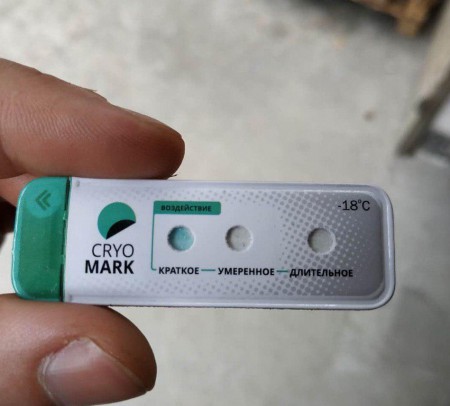 ВОЗДЕЙСТВИЕ
-18°C
CRYO
MARK
КРАТКОЕ — УМЕРЕННОЕ — ДЛИТЕЛЬНОЕ